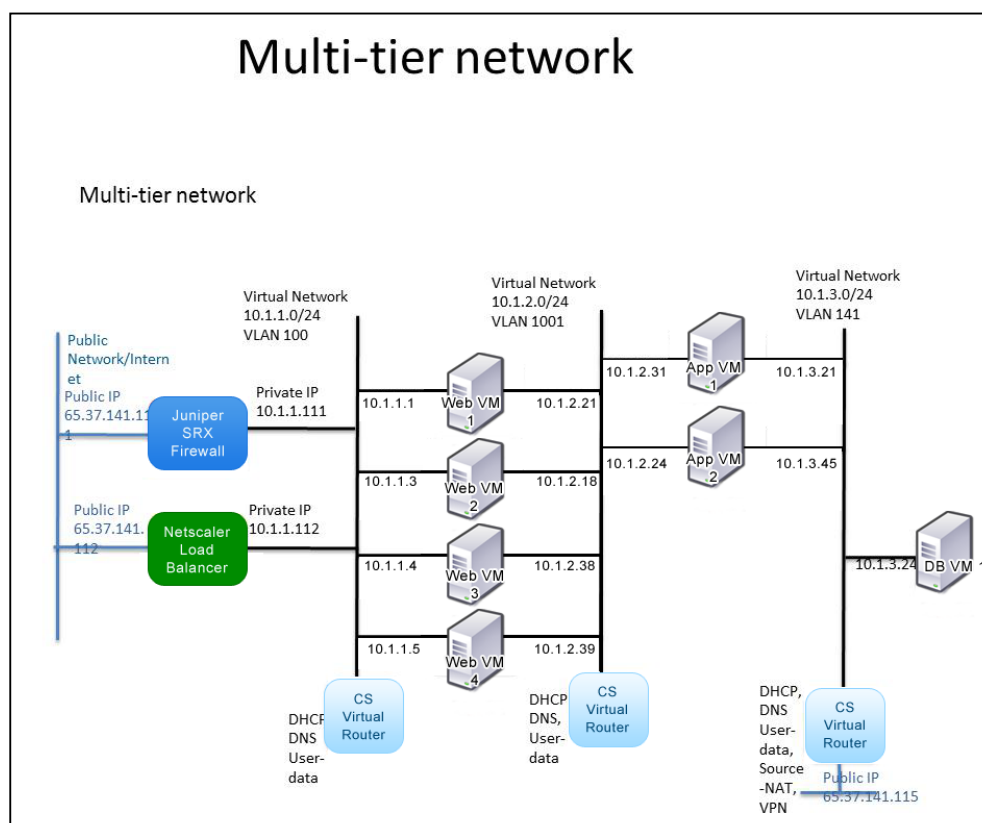 Multi-tier network
Multi-tier network
Virtual Network
10.1.1.0/24
VLAN 100
Virtual Network
10.1.2.0/24
VLAN 1001
Virtual Network
10.1.3.0/24
VLAN 141
Public
Network/Intern
et
Public IP
65.37.141.11
1
Juniper
SRX
Firewall
Private IP
10.1.1.111
Public IP
65.37.141.
112
Netscaler
Load
Balancer
Private IP
10.1.1.112
10.1.1.1
Web VM
1
10.1.2.21
10.1.1.3
Web VM
2
10.1.2.18
10.1.1.4
Web VM
3
10.1.2.38
10.1.1.5
Web VM
4
10.1.2.39
10.1.2.31
App VM
1
10.1.3.21
10.1.2.24
App VM
2
10.1.3.45
10.1.3.24
DB VM 1
DHCP,
DNS
User-
data
CS
Virtual
Router
DHCP,
DNS,
User-
data
CS
Virtual
Router
DHCP,
DNS
User-
data,
Source
-NAT,
VPN
CS
Virtual
Router
Public IP
65.37.141.115